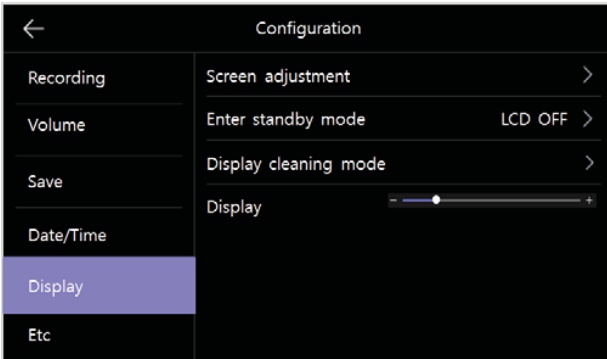 Configuration
Recording
Volume
Save
Date/Time
Display
Etc
Screen adjustment
Enter standby mode LCD OFF
Display cleaning mode
Display - +